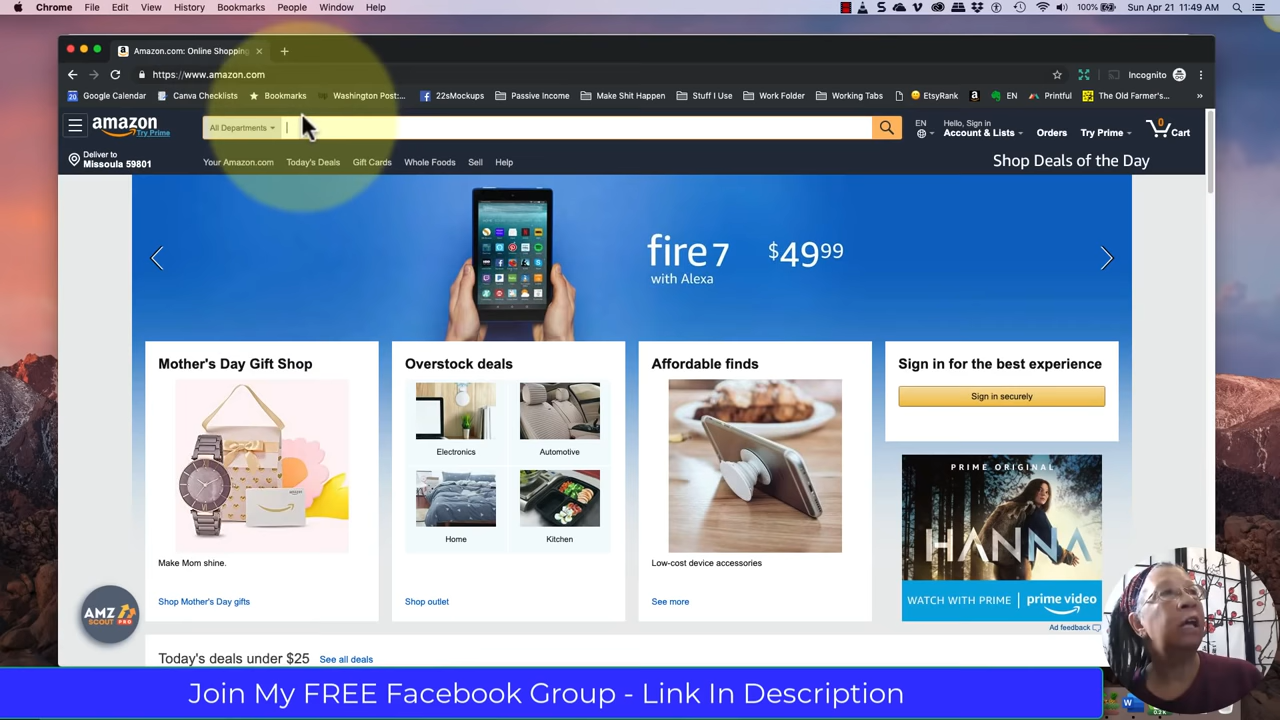 Chrome File Edit View History Bookmarks People Window Help 100% Sun Apr 21 11:49 AM
Amazon.com: Online Shopping
https://www.amazon.com Incognito
Google Calendar Canva Checklists Bookmarks Washington Post:... 22sMockups Passive Income Make Shit Happen Stuff I Use Work Folder Working Tabs EtsyRank EN Printful The Old Farmer's... »
amazon
Try Prime
All Departments
EN
Hello, Sign in
Account & Lists
Orders
Try Prime
0
Cart
Deliver to
Missoula 59801
Your Amazon.com Today's Deals Gift Cards Whole Foods Sell Help
Shop Deals of the Day
fire 7
with Alexa
$49 99
Mother's Day Gift Shop
Make Mom shine.
Shop Mother's Day gifts
Overstock deals
Electronics
Automotive
Home
Kitchen
Shop outlet
Affordable finds
Low-cost device accessories
See more
Sign in for the best experience
Sign in securely
PRIME ORIGINAL
HANNA
WATCH WITH PRIME | prime video
Ad feedback
AMZ
SCOUT PRO
Today's deals under $25 See all deals
Join My FREE Facebook Group - Link In Description